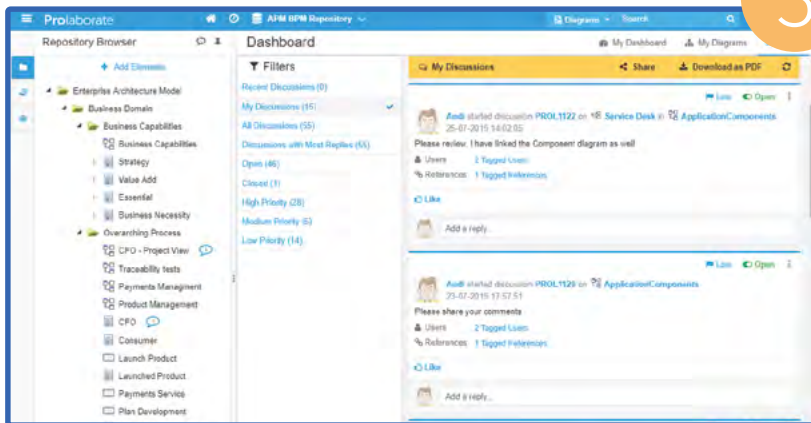 Prolaborate
APM BPM Repository
Diagrams
Search
Repository Browser
Dashboard
My Dashboard
My Diagrams
+ Add Elements
Enterprise Architecture Model
Business Domain
Business Capabilities
Business Capabilities
Strategy
Value Add
Essential
Business Necessity
Overarching Process
CPO - Project View
Traceability tests
Payments Managment
Product Management
CPO
Consumer
Launch Product
Launched Product
Payments Service
Plan Development
Filters
Recent Discussions (0)
My Discussions (15)
All Discussions (55)
Discussions with Most Replies (55)
Open (46)
Closed (1)
High Priority (28)
Medium Priority (6)
Low Priority (14)
My Discussions
Share
Download as PDF
Low Open
Andi started discussion PROL1122 on Service Desk in ApplicationComponents
25-07-2015 14:02:05
Please review. I have linked the Component diagram as well
Users 2 Tagged Users
References 1 Tagged References
Like
Add a reply..
Low Open
Andi started discussion PROL1120 on ApplicationComponents
23-07-2015 17:57:51
Please share your comments
Users 2 Tagged Users
References 1 Tagged References
Like
Add a reply..